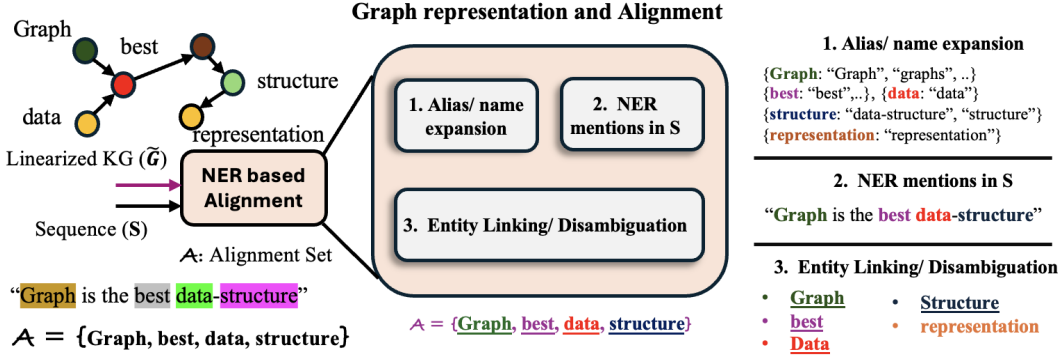 Graph representation and Alignment
Graph
best
structure
data
representation
Linearized KG (G̃)
NER based
Alignment
Sequence (S)
𝒜: Alignment Set
“Graph is the best data-structure”
𝒜 = {Graph, best, data, structure}
1. Alias/ name
expansion
2. NER
mentions in S
3. Entity Linking/ Disambiguation
𝒜 = {Graph, best, data, structure}
1. Alias/ name expansion
{Graph: “Graph”, “graphs”, ..}
{best: “best”,..}, {data: “data”}
{structure: “data-structure”, “structure”}
{representation: “representation”}
2. NER mentions in S
“Graph is the best data-structure”
3. Entity Linking/ Disambiguation
• Graph
• best
• Data
• Structure
• representation